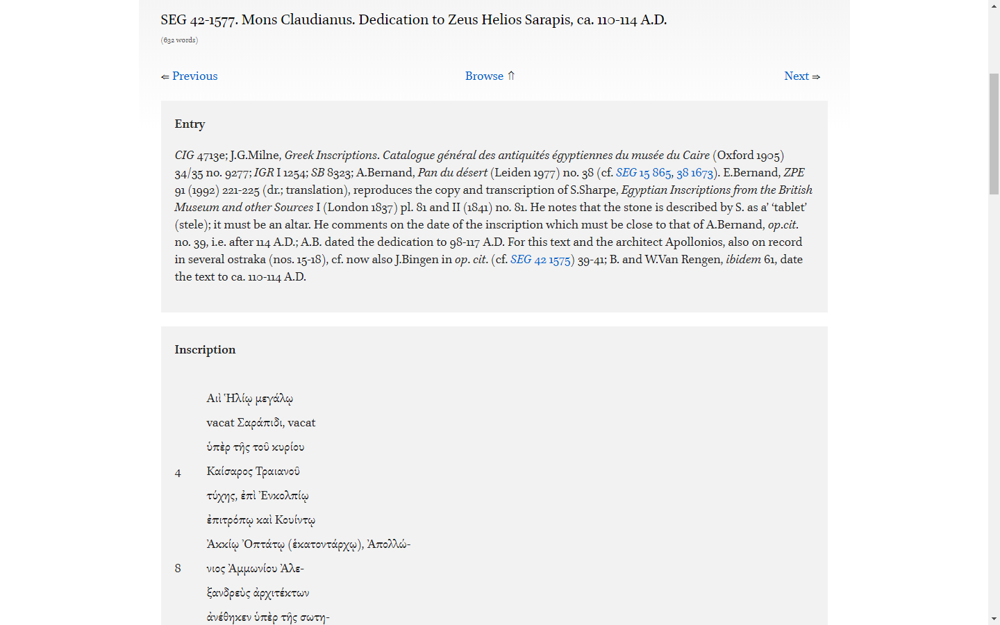 SEG 42-1577. Mons Claudianus. Dedication to Zeus Helios Sarapis, ca. 110-114 A.D.
(632 words)
⇐ Previous
Browse ⇑
Next ⇒
Entry
CIG 4713e; J.G.Milne, Greek Inscriptions. Catalogue général des antiquités égyptiennes du musée du Caire (Oxford 1905)
34/35 no. 9277; IGR I 1254; SB 8323; A.Bernand, Pan du désert (Leiden 1977) no. 38 (cf. SEG 15 865, 38 1673). E.Bernand, ZPE
91 (1992) 221-225 (dr.; translation), reproduces the copy and transcription of S.Sharpe, Egyptian Inscriptions from the British
Museum and other Sources I (London 1837) pl. 81 and II (1841) no. 81. He notes that the stone is described by S. as a’ ‘tablet’
(stele); it must be an altar. He comments on the date of the inscription which must be close to that of A.Bernand, op.cit.
no. 39, i.e. after 114 A.D.; A.B. dated the dedication to 98-117 A.D. For this text and the architect Apollonios, also on record
in several ostraka (nos. 15-18), cf. now also J.Bingen in op. cit. (cf. SEG 42 1575) 39-41; B. and W.Van Rengen, ibidem 61, date
the text to ca. 110-114 A.D.
Inscription
Αιὶ Ἡλίῳ μεγάλῳ
vacat Σαράπιδι, vacat
ὑπὲρ τῆς τοῦ κυρίου
4 Καίσαρος Τραιανοῦ
τύχης, ἐπὶ Ἐνκολπίῳ
ἐπιτρόπῳ καὶ Κουίντῳ
Ἀκκίῳ Ὀπτάτῳ (ἑκατοντάρχῳ), Ἀπολλώ-
8 νιος Ἀμμωνίου Ἀλε-
ξανδρεὺς ἀρχιτέκτων
ἀνέθηκεν ὑπὲρ τῆς σωτη-